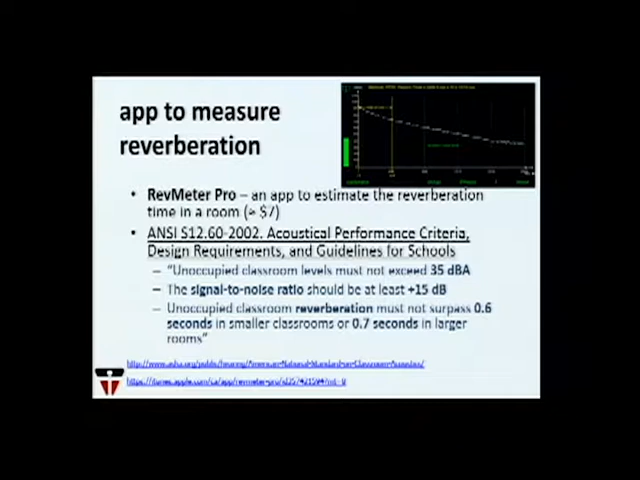 app to measure
reverberation
• RevMeter Pro – an app to estimate the reverberation
time in a room (≈ $7)
• ANSI S12.60-2002. Acoustical Performance Criteria,
Design Requirements, and Guidelines for Schools
– "Unoccupied classroom levels must not exceed 35 dBA
– The signal-to-noise ratio should be at least +15 dB
– Unoccupied classroom reverberation must not surpass 0.6
seconds in smaller classrooms or 0.7 seconds in larger
rooms"